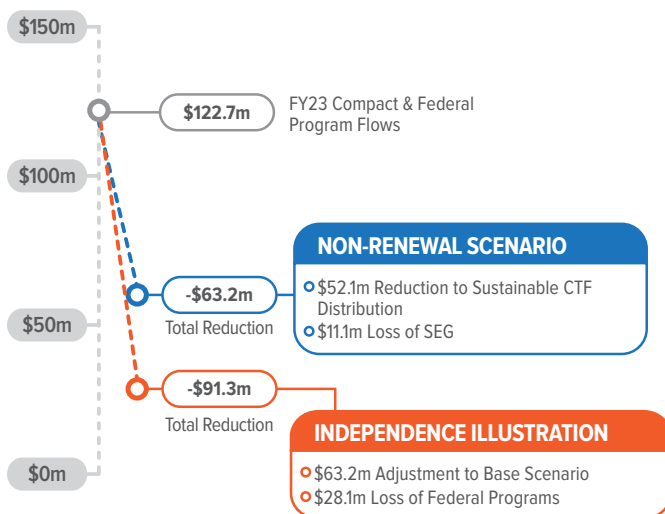 $150m
$122.7m
FY23 Compact & Federal
Program Flows
$100m
NON-RENEWAL SCENARIO
$52.1m Reduction to Sustainable CTF
Distribution
$11.1m Loss of SEG
-$63.2m
Total Reduction
$50m
-$91.3m
Total Reduction
INDEPENDENCE ILLUSTRATION
$63.2m Adjustment to Base Scenario
$28.1m Loss of Federal Programs
$0m